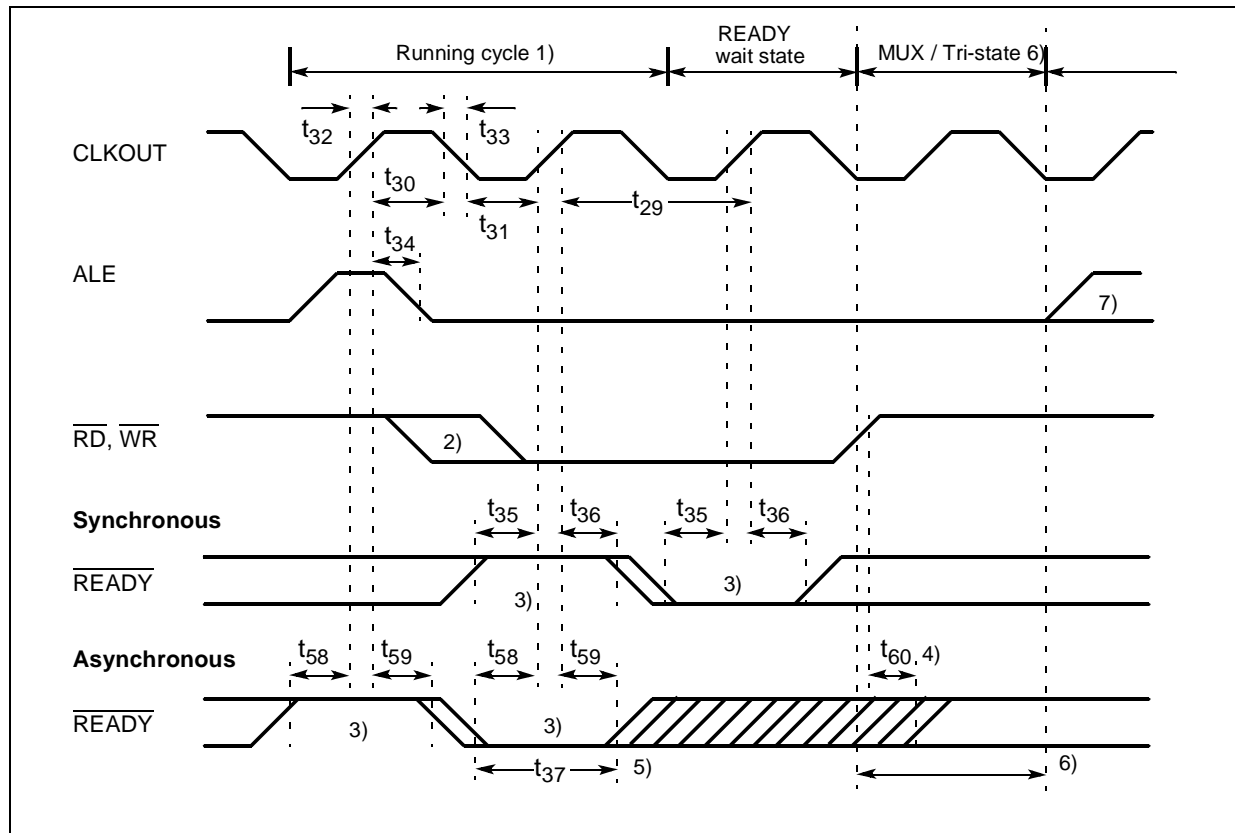 READY
Running cycle 1)
wait state
MUX / Tri-state 6)
t32
t33
CLKOUT
t30
t31
t29
t34
ALE
7)
RD, WR
2)
Synchronous
t35
t36
t35
t36
READY
3)
3)
Asynchronous
t58
t59
t58
t59
t60
4)
READY
3)
3)
t37
5)
6)